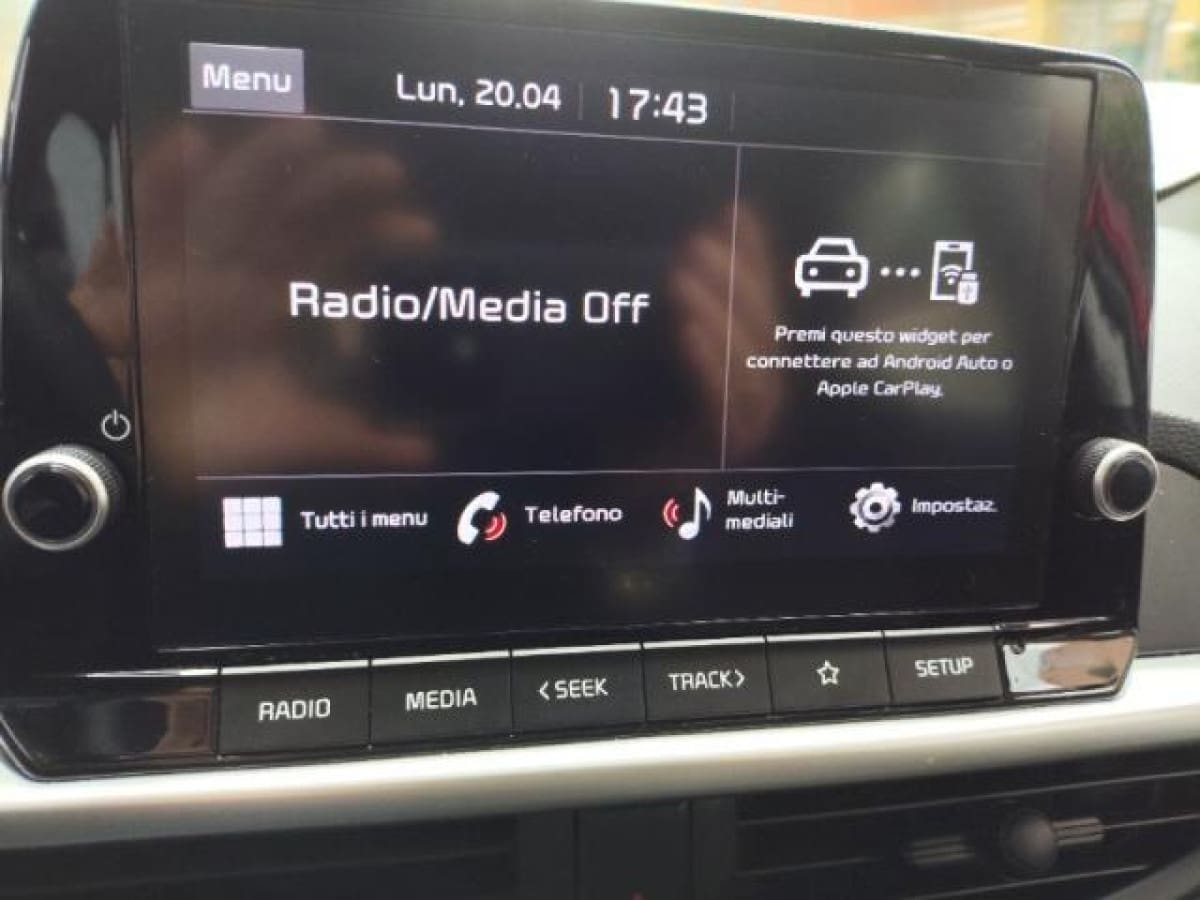 Menu
Lun, 20.04
17:43
Radio/Media Off
Premi questo widget per
connettere ad Android Auto o
Apple CarPlay.
Tutti i menu
Telefono
Multi-
mediali
Impostaz.
RADIO
MEDIA
<SEEK
TRACK>
SETUP